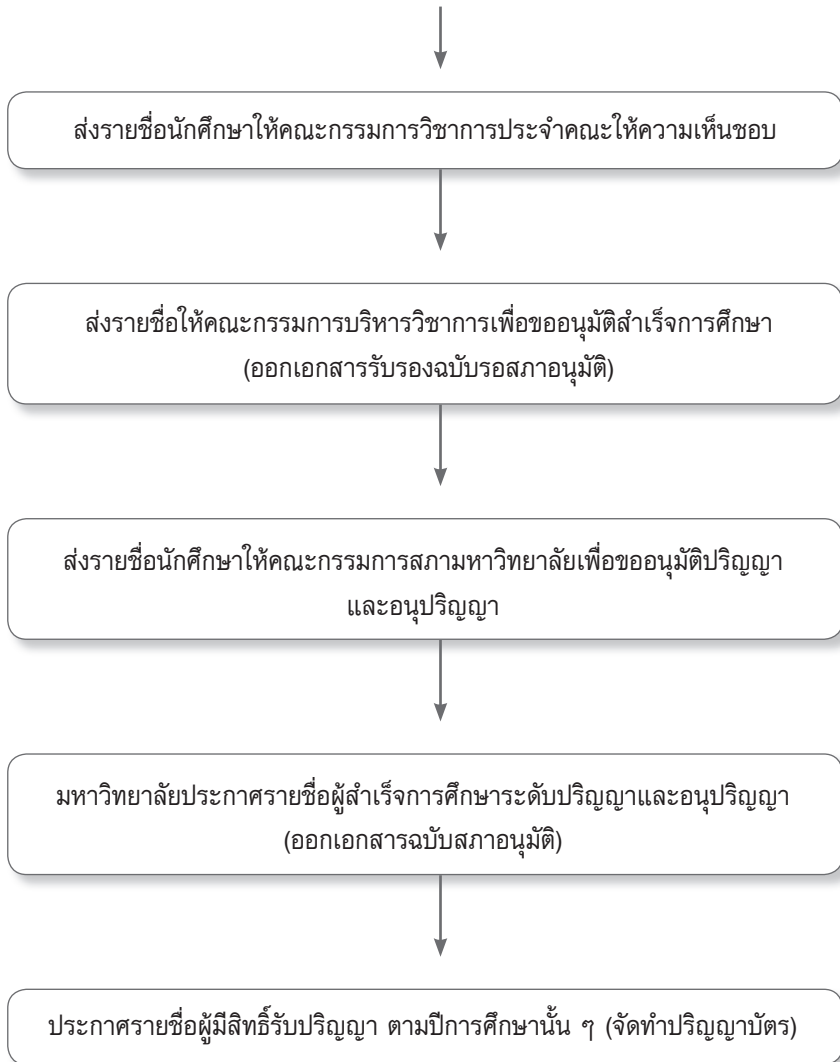 ส่งรายชื่อนักศึกษาให้คณะกรรมการวิชาการประจำคณะให้ความเห็นชอบ
ส่งรายชื่อให้คณะกรรมการบริหารวิชาการเพื่อขออนุมัติสำเร็จการศึกษา
(ออกเอกสารรับรองฉบับรอสภาอนุมัติ)
ส่งรายชื่อนักศึกษาให้คณะกรรมการสภามหาวิทยาลัยเพื่อขออนุมัติปริญญา
และอนุปริญญา
มหาวิทยาลัยประกาศรายชื่อผู้สำเร็จการศึกษาระดับปริญญาและอนุปริญญา
(ออกเอกสารฉบับสภาอนุมัติ)
ประกาศรายชื่อผู้มีสิทธิ์รับปริญญา ตามปีการศึกษานั้น ๆ (จัดทำปริญญาบัตร)